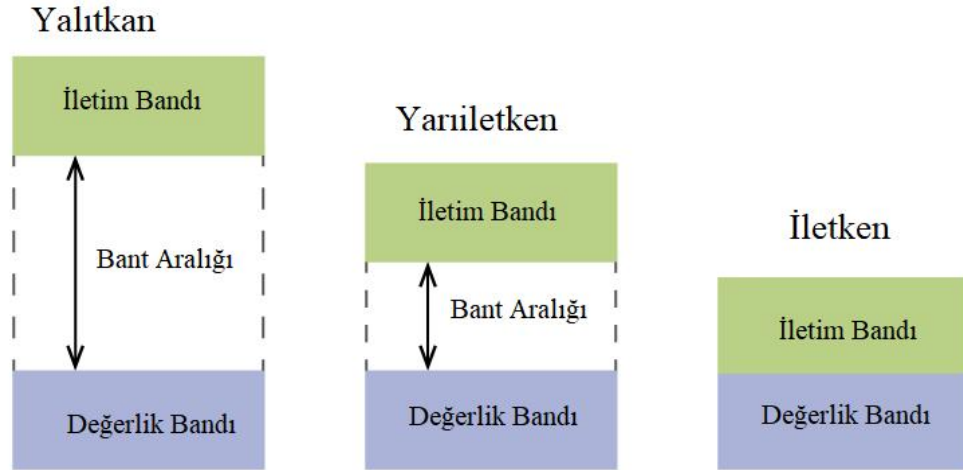 Yalıtkan
İletim Bandı
Bant Aralığı
Değerlik Bandı
Yarıiletken
İletim Bandı
Bant Aralığı
Değerlik Bandı
İletken
İletim Bandı
Değerlik Bandı